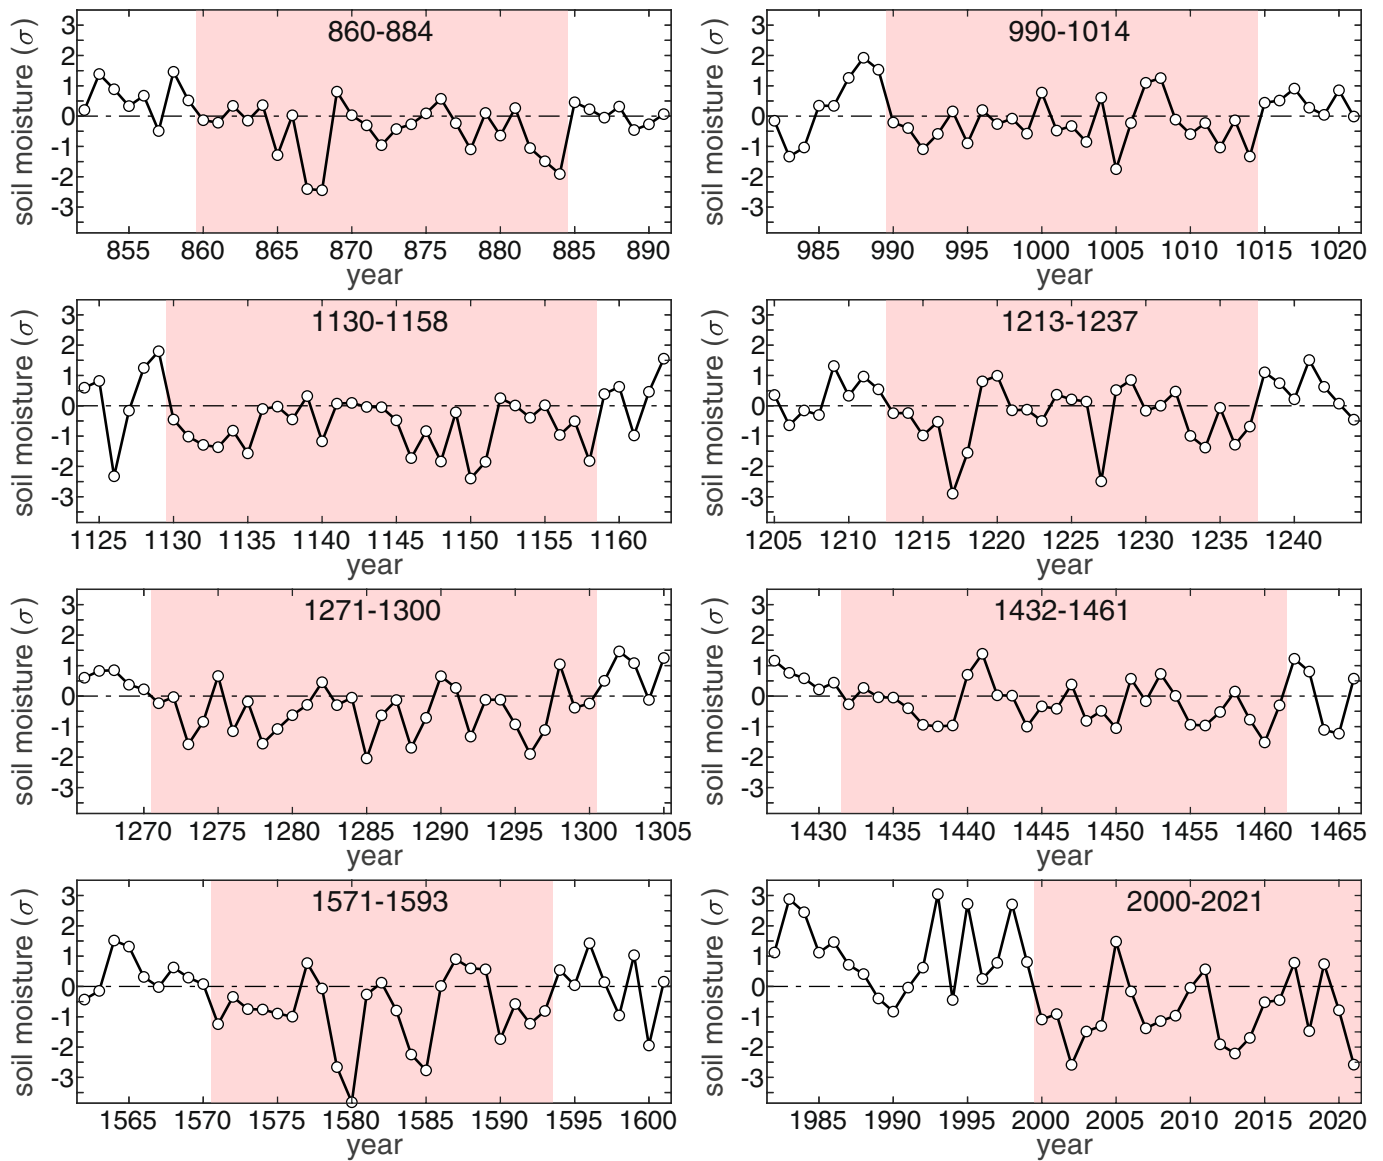 860-884
soil moisture (σ)
3
2
1
0
-1
-2
-3
855 860 865 870 875 880 885 890
year
990-1014
soil moisture (σ)
3
2
1
0
-1
-2
-3
985 990 995 1000 1005 1010 1015 1020
year
1130-1158
soil moisture (σ)
3
2
1
0
-1
-2
-3
1125 1130 1135 1140 1145 1150 1155 1160
year
1213-1237
soil moisture (σ)
3
2
1
0
-1
-2
-3
1205 1210 1215 1220 1225 1230 1235 1240
year
1271-1300
soil moisture (σ)
3
2
1
0
-1
-2
-3
1270 1275 1280 1285 1290 1295 1300 1305
year
1432-1461
soil moisture (σ)
3
2
1
0
-1
-2
-3
1430 1435 1440 1445 1450 1455 1460 1465
year
1571-1593
soil moisture (σ)
3
2
1
0
-1
-2
-3
1565 1570 1575 1580 1585 1590 1595 1600
year
2000-2021
soil moisture (σ)
3
2
1
0
-1
-2
-3
1985 1990 1995 2000 2005 2010 2015 2020
year